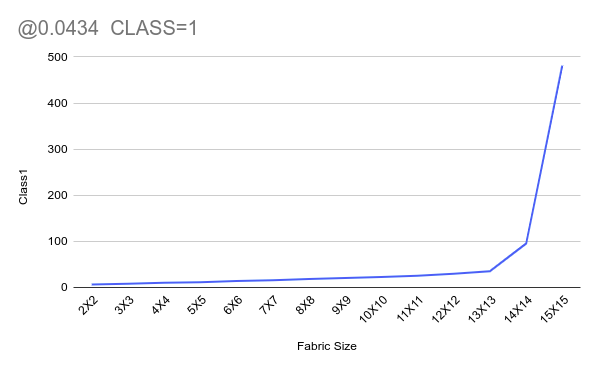 @0.0434 CLASS=1
500
400
300
200
100
0
Class1
2X2
3X3
4X4
5X5
6X6
7X7
8X8
9X9
10X10
11X11
12X12
13X13
14X14
15X15
Fabric Size